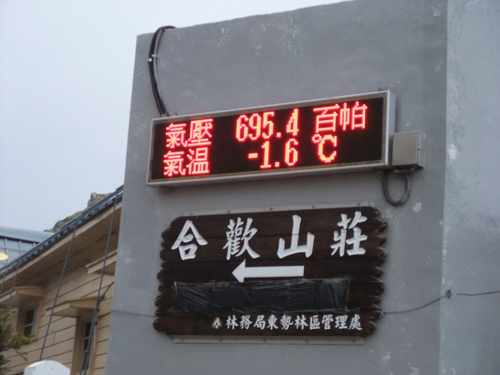 氣壓 695.4 百帕
氣溫 -1.6 ℃
合歡山莊
林務局東勢林區管理處